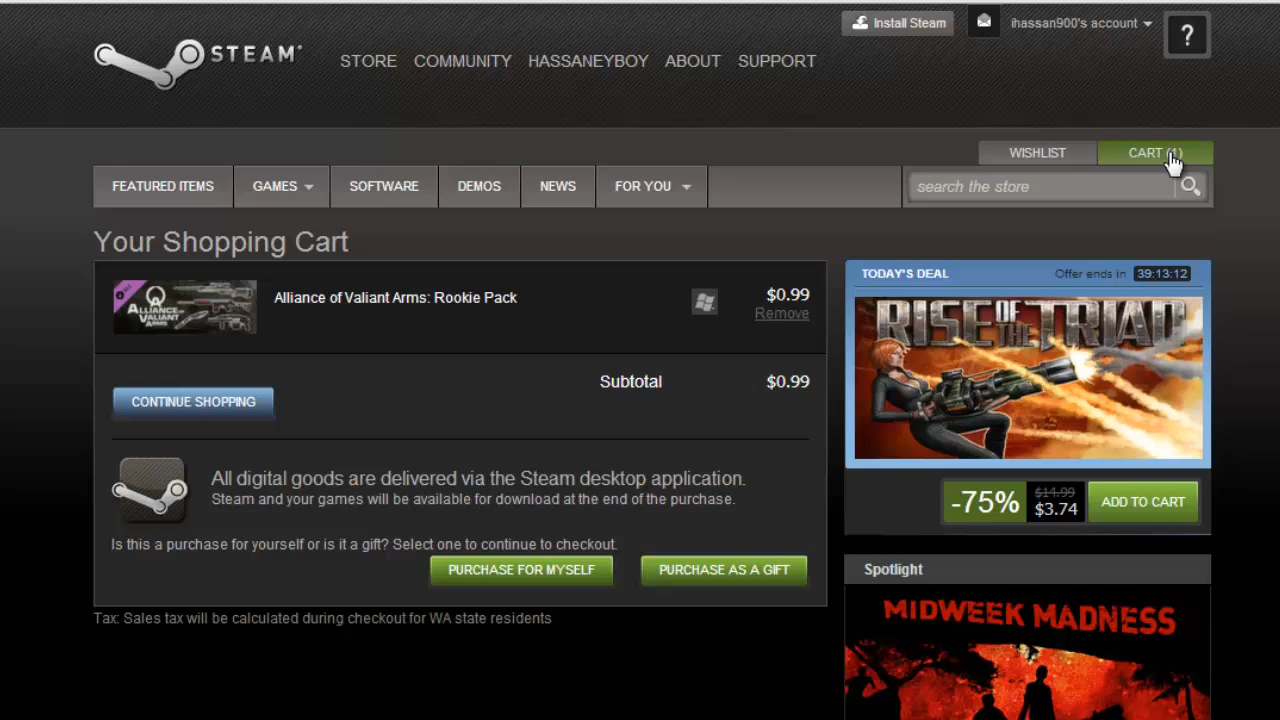 Install Steam
ihassan900's account
?
STEAM
STORE COMMUNITY HASSANEYBOY ABOUT SUPPORT
WISHLIST
CART (1)
FEATURED ITEMS GAMES SOFTWARE DEMOS NEWS FOR YOU
search the store
Your Shopping Cart
ALLIANCE OF VALIANT ARMS
Alliance of Valiant Arms: Rookie Pack
$0.99
Remove
Subtotal $0.99
CONTINUE SHOPPING
All digital goods are delivered via the Steam desktop application.
Steam and your games will be available for download at the end of the purchase.
Is this a purchase for yourself or is it a gift? Select one to continue to checkout.
PURCHASE FOR MYSELF PURCHASE AS A GIFT
Tax: Sales tax will be calculated during checkout for WA state residents
TODAY'S DEAL Offer ends in 39:13:12
RISE OF THE TRIAD
-75%
$14.99
$3.74
ADD TO CART
Spotlight
MIDWEEK MADNESS